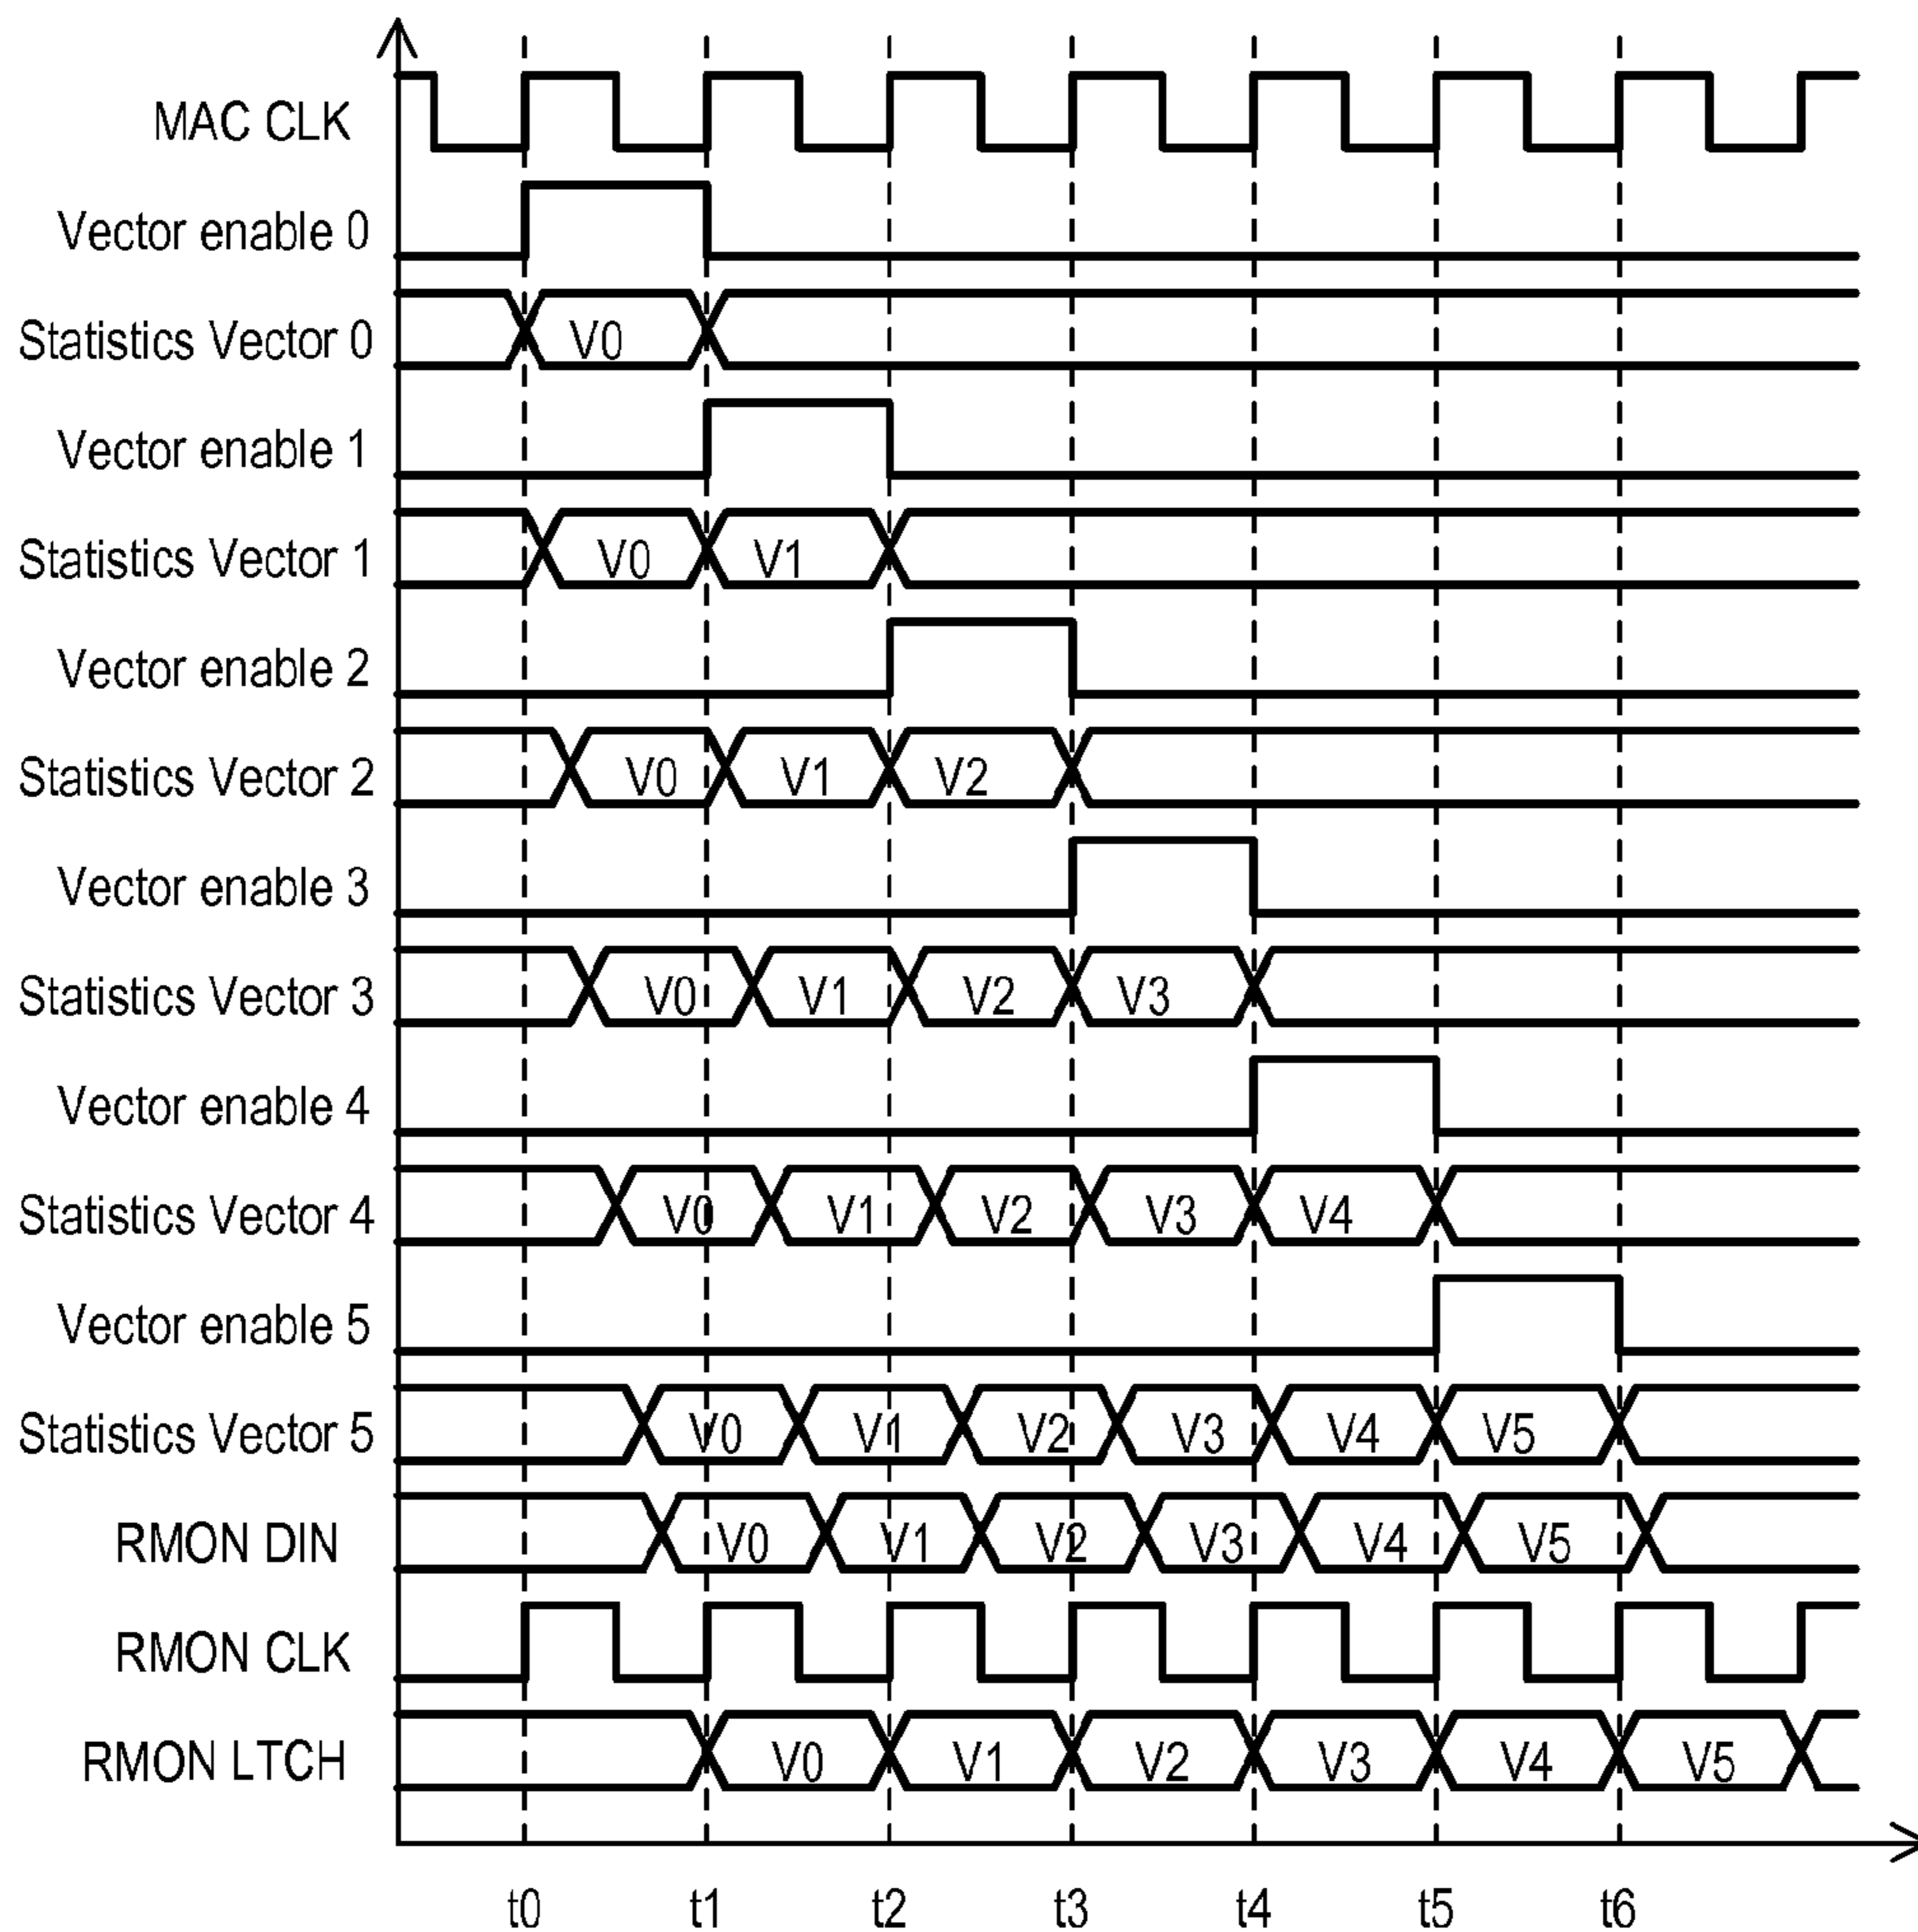 MAC CLK
Vector enable 0
Statistics Vector 0
V0
Vector enable 1
Statistics Vector 1
V0 V1
Vector enable 2
Statistics Vector 2
V0 V1 V2
Vector enable 3
Statistics Vector 3
V0 V1 V2 V3
Vector enable 4
Statistics Vector 4
V0 V1 V2 V3 V4
Vector enable 5
Statistics Vector 5
V0 V1 V2 V3 V4 V5
RMON DIN
V0 V1 V2 V3 V4 V5
RMON CLK
RMON LTCH
V0 V1 V2 V3 V4 V5
t0 t1 t2 t3 t4 t5 t6